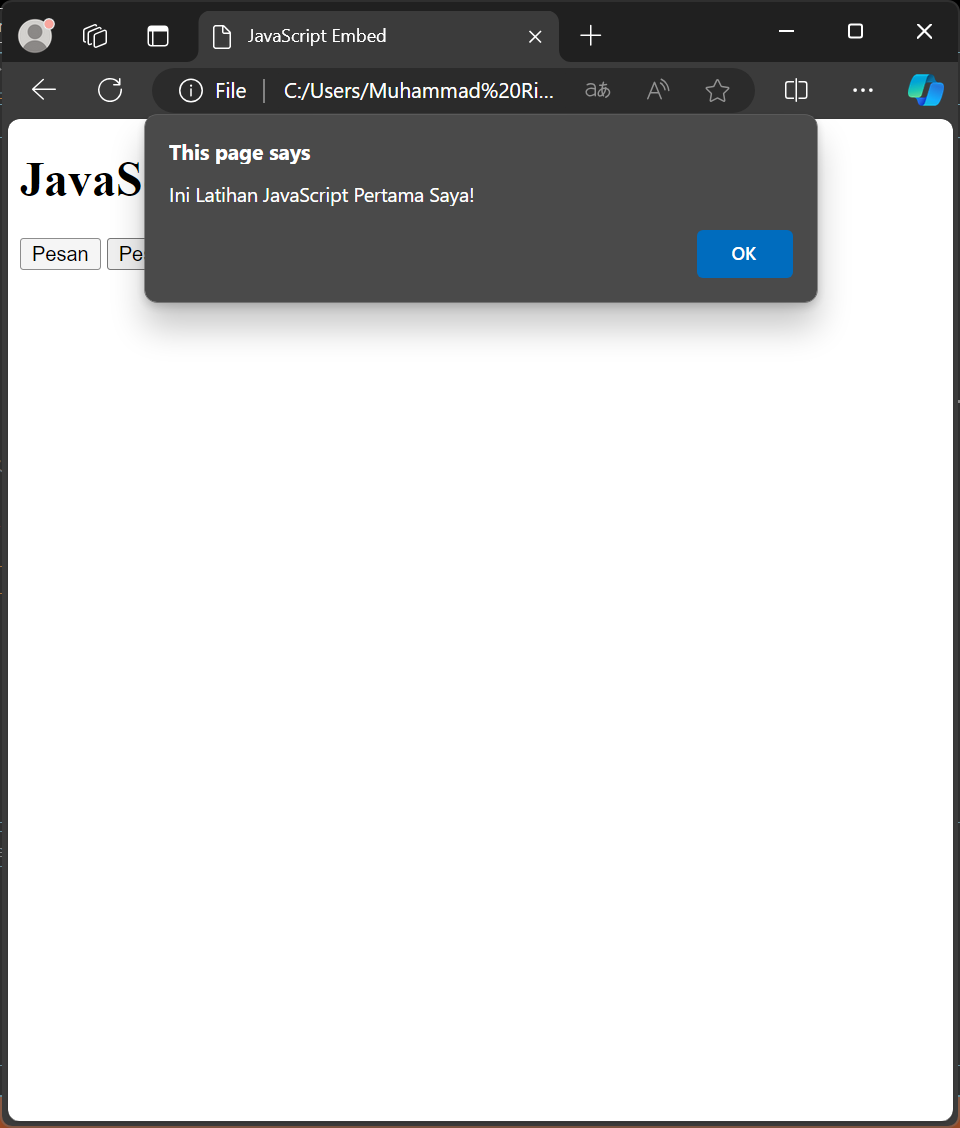 JavaScript Embed
File
C:/Users/Muhammad%20Ri...
This page says
Ini Latihan JavaScript Pertama Saya!
OK
JavaS
Pesan Pe